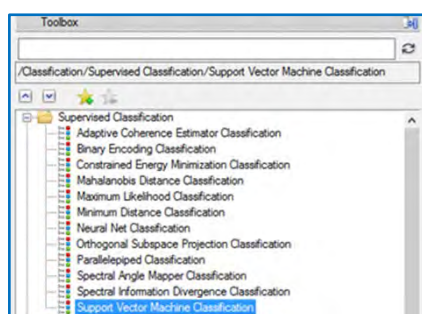 Toolbox
/Classification/Supervised Classification/Support Vector Machine Classification
Supervised Classification
Adaptive Coherence Estimator Classification
Binary Encoding Classification
Constrained Energy Minimization Classification
Mahalanobis Distance Classification
Maximum Likelihood Classification
Minimum Distance Classification
Neural Net Classification
Orthogonal Subspace Projection Classification
Parallelepiped Classification
Spectral Angle Mapper Classification
Spectral Information Divergence Classification
Support Vector Machine Classification